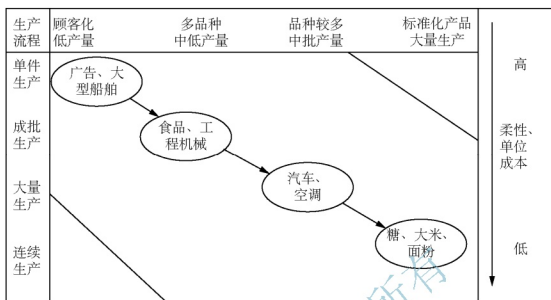 生产
流程
顾客化
低产量
多品种
中低产量
品种较多
中批产量
标准化产品
大量生产
单件
生产
广告、大
型船舶
高
成批
生产
食品、工
程机械
柔性、
单位
成本
大量
生产
汽车、
空调
连续
生产
糖、大米、
面粉
低
所有